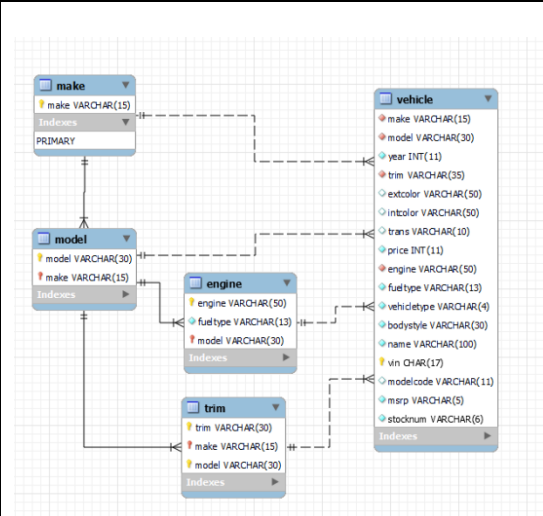 make
make VARCHAR(15)
Indexes
PRIMARY
model
model VARCHAR(30)
make VARCHAR(15)
Indexes
engine
engine VARCHAR(50)
fueltype VARCHAR(13)
model VARCHAR(30)
Indexes
trim
trim VARCHAR(30)
make VARCHAR(15)
model VARCHAR(30)
Indexes
vehicle
make VARCHAR(15)
model VARCHAR(30)
year INT(11)
trim VARCHAR(35)
extcolor VARCHAR(50)
intcolor VARCHAR(50)
trans VARCHAR(10)
price INT(11)
engine VARCHAR(50)
fueltype VARCHAR(13)
vehicletype VARCHAR(4)
bodystyle VARCHAR(30)
name VARCHAR(100)
vin CHAR(17)
modelcode VARCHAR(11)
msrp VARCHAR(5)
stocknum VARCHAR(6)
Indexes